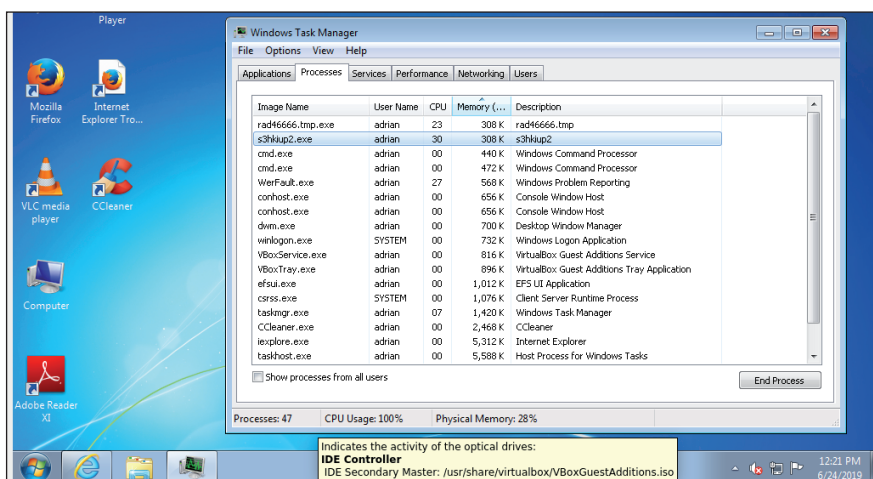 Player
Mozilla
Firefox
Internet
Explorer Tro...
VLC media
player
CCleaner
Computer
Adobe Reader
XI
Windows Task Manager
File Options View Help
Applications Processes Services Performance Networking Users
Image Name User Name CPU Memory (... Description
rad46666.tmp.exe adrian 23 308 K rad46666.tmp
s3hkiup2.exe adrian 30 308 K s3hkiup2
cmd.exe adrian 00 440 K Windows Command Processor
cmd.exe adrian 00 472 K Windows Command Processor
WerFault.exe adrian 27 568 K Windows Problem Reporting
conhost.exe adrian 00 656 K Console Window Host
conhost.exe adrian 00 656 K Console Window Host
dwm.exe adrian 00 700 K Desktop Window Manager
winlogon.exe SYSTEM 00 732 K Windows Logon Application
VBoxService.exe adrian 00 816 K VirtualBox Guest Additions Service
VBoxTray.exe adrian 00 896 K VirtualBox Guest Additions Tray Application
efsui.exe adrian 00 1,012 K EFS UI Application
csrss.exe SYSTEM 00 1,076 K Client Server Runtime Process
taskmgr.exe adrian 07 1,420 K Windows Task Manager
CCleaner.exe adrian 00 2,468 K CCleaner
iexplore.exe adrian 00 5,312 K Internet Explorer
taskhost.exe adrian 00 5,588 K Host Process for Windows Tasks
Show processes from all users
End Process
Processes: 47 CPU Usage: 100% Physical Memory: 28%
Indicates the activity of the optical drives:
IDE Controller
IDE Secondary Master: /usr/share/virtualbox/VBoxGuestAdditions.iso
12:21 PM
6/24/2019